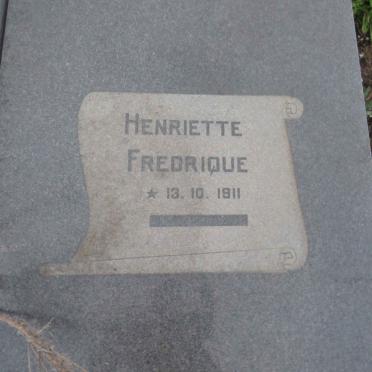 HENRIETTE
FREDRIQUE
★ 13. 10. 1911